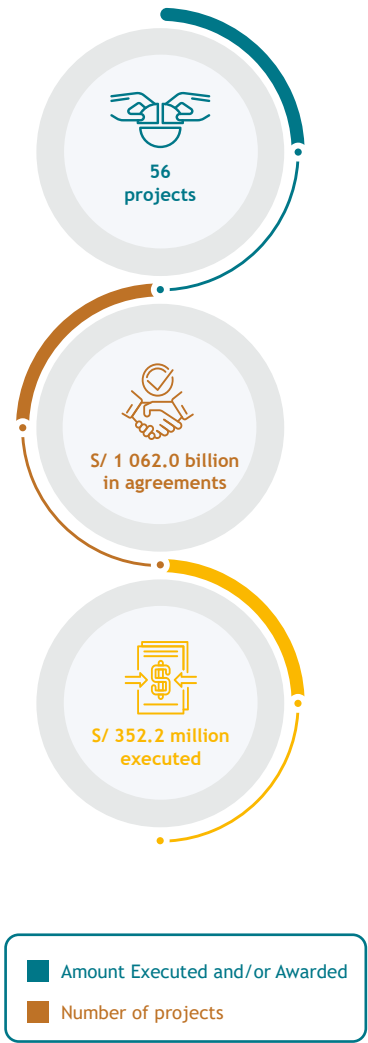 56
projects
S/ 1 062.0 billion
in agreements
$
S/ 352.2 million
executed
Amount Executed and/or Awarded
Number of projects